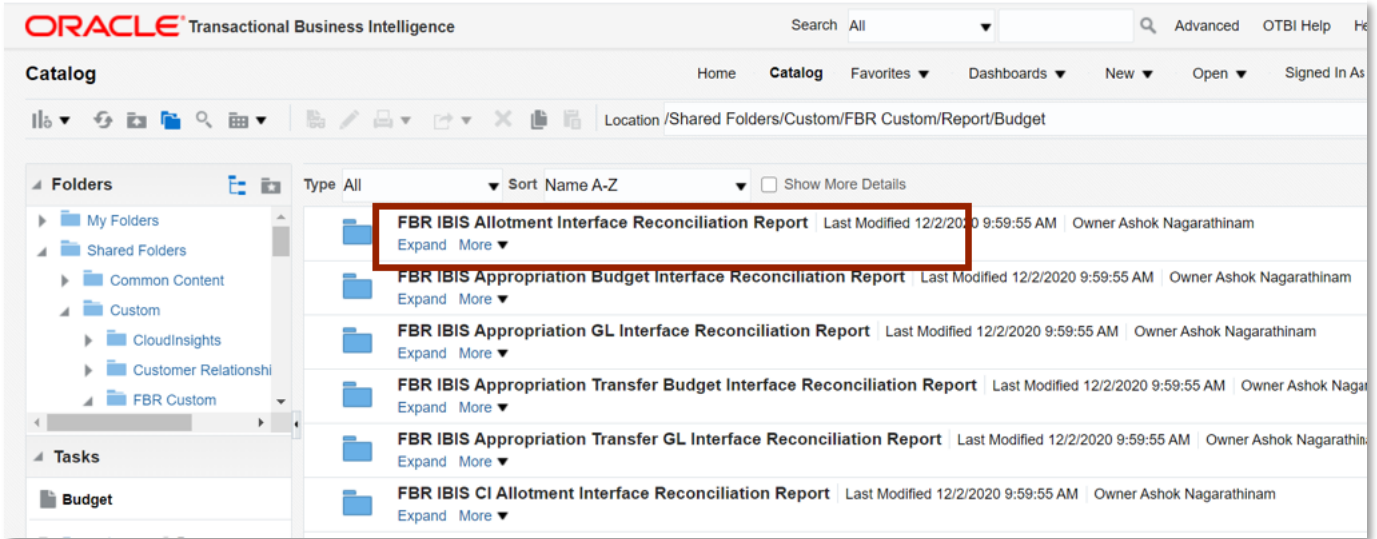 ORACLE Transactional Business Intelligence Search All Advanced OTBI Help
Catalog Home Catalog Favorites Dashboards New Open Signed In As
Location /Shared Folders/Custom/FBR Custom/Report/Budget
Folders Type All Sort Name A-Z Show More Details
My Folders
Shared Folders
Common Content
Custom
CloudInsights
Customer Relationshi
FBR Custom
Tasks
Budget
FBR IBIS Allotment Interface Reconciliation Report Last Modified 12/2/2020 9:59:55 AM Owner Ashok Nagarathinam
Expand More
FBR IBIS Appropriation Budget Interface Reconciliation Report Last Modified 12/2/2020 9:59:55 AM Owner Ashok Nagarathinam
Expand More
FBR IBIS Appropriation GL Interface Reconciliation Report Last Modified 12/2/2020 9:59:55 AM Owner Ashok Nagarathinam
Expand More
FBR IBIS Appropriation Transfer Budget Interface Reconciliation Report Last Modified 12/2/2020 9:59:55 AM Owner Ashok Nagar
Expand More
FBR IBIS Appropriation Transfer GL Interface Reconciliation Report Last Modified 12/2/2020 9:59:55 AM Owner Ashok Nagarathin
Expand More
FBR IBIS CI Allotment Interface Reconciliation Report Last Modified 12/2/2020 9:59:55 AM Owner Ashok Nagarathinam
Expand More